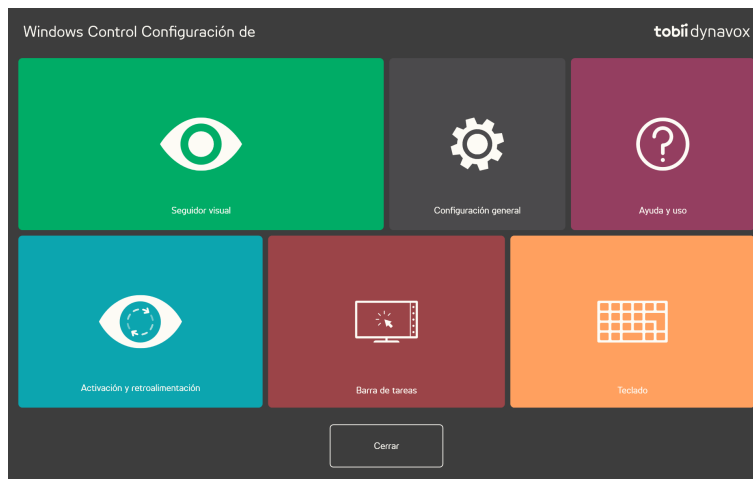 Windows Control Configuración de
tobii dynavox
Seguidor visual
Configuración general
Ayuda y uso
Activación y retroalimentación
Barra de tareas
Teclado
Cerrar